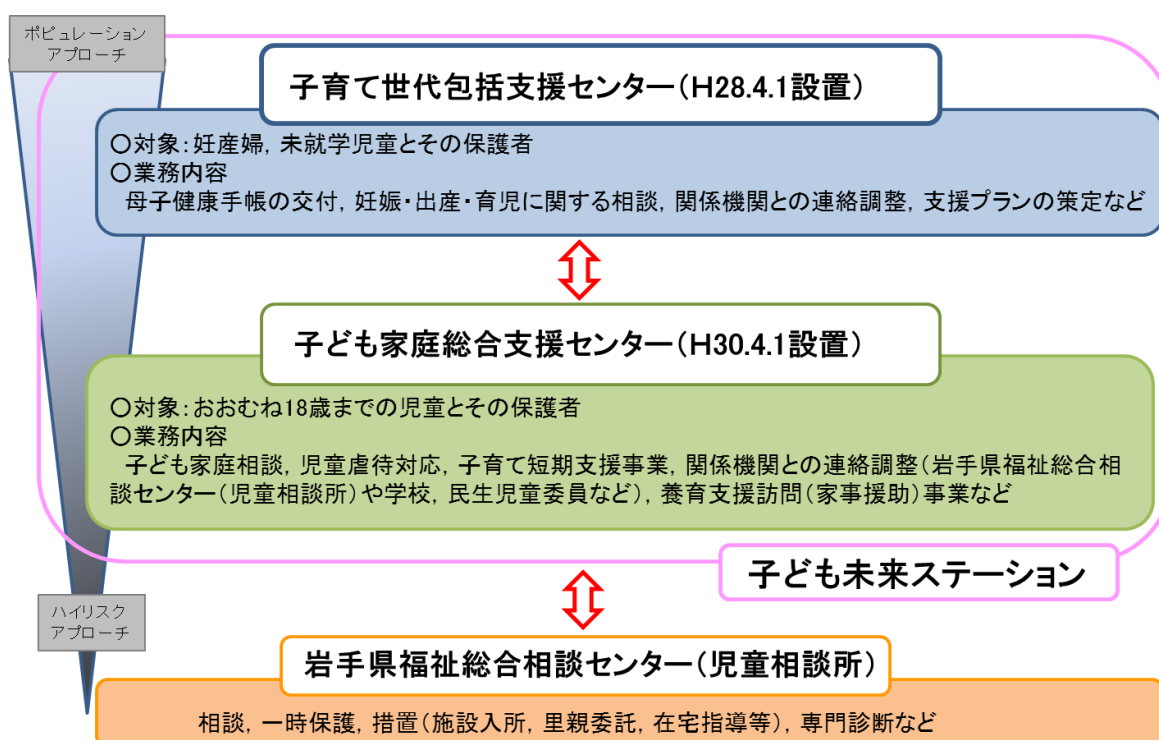 ポピュレーション
アプローチ
子育て世代包括支援センター(H28.4.1設置)
○対象:妊産婦, 未就学児童とその保護者
○業務内容
母子健康手帳の交付, 妊娠・出産・育児に関する相談, 関係機関との連絡調整, 支援プランの策定など
子ども家庭総合支援センター(H30.4.1設置)
○対象:おおむね18歳までの児童とその保護者
○業務内容
子ども家庭相談, 児童虐待対応, 子育て短期支援事業, 関係機関との連絡調整(岩手県福祉総合相
談センター(児童相談所)や学校, 民生児童委員など), 養育支援訪問(家事援助)事業など
子ども未来ステーション
ハイリスク
アプローチ
岩手県福祉総合相談センター(児童相談所)
相談, 一時保護, 措置(施設入所, 里親委託, 在宅指導等), 専門診断など